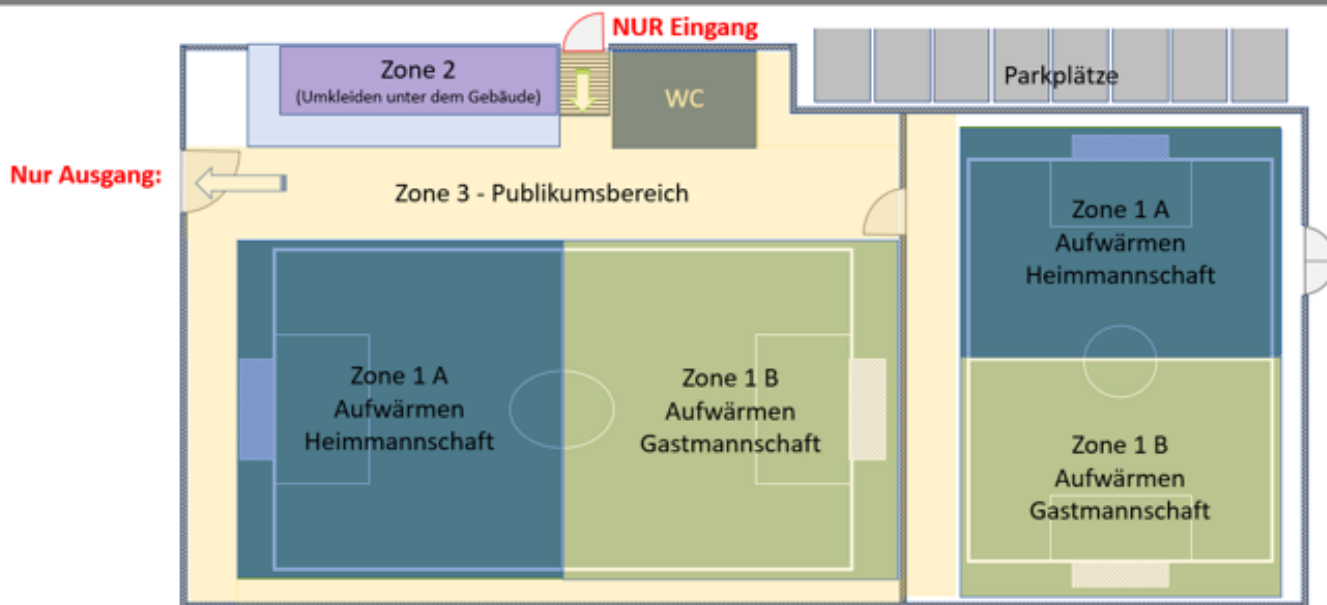 NUR Eingang
Zone 2
(Umkleiden unter dem Gebäude)
WC
Parkplätze
Nur Ausgang:
Zone 3 - Publikumsbereich
Zone 1 A
Aufwärmen
Heimmannschaft
Zone 1 A
Aufwärmen
Heimmannschaft
Zone 1 B
Aufwärmen
Gastmannschaft
Zone 1 B
Aufwärmen
Gastmannschaft